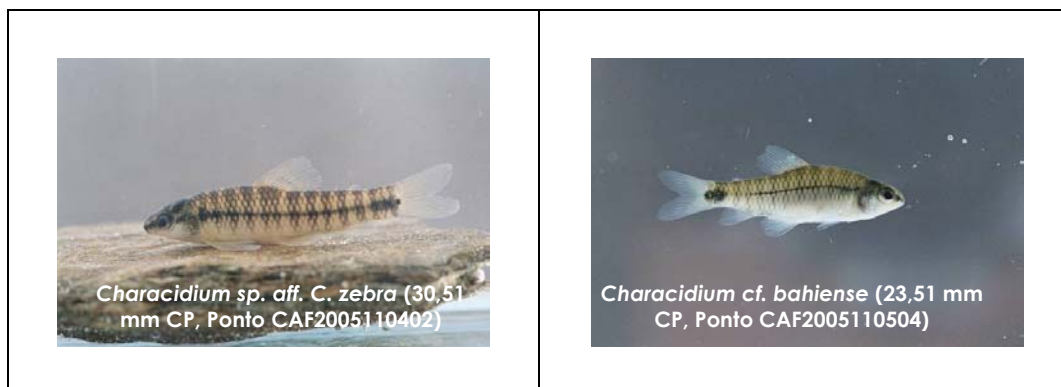 Characidium sp. aff. C. zebra (30,51
mm CP, Ponto CAF2005110402)
Characidium cf. bahiense (23,51 mm
CP, Ponto CAF2005110504)